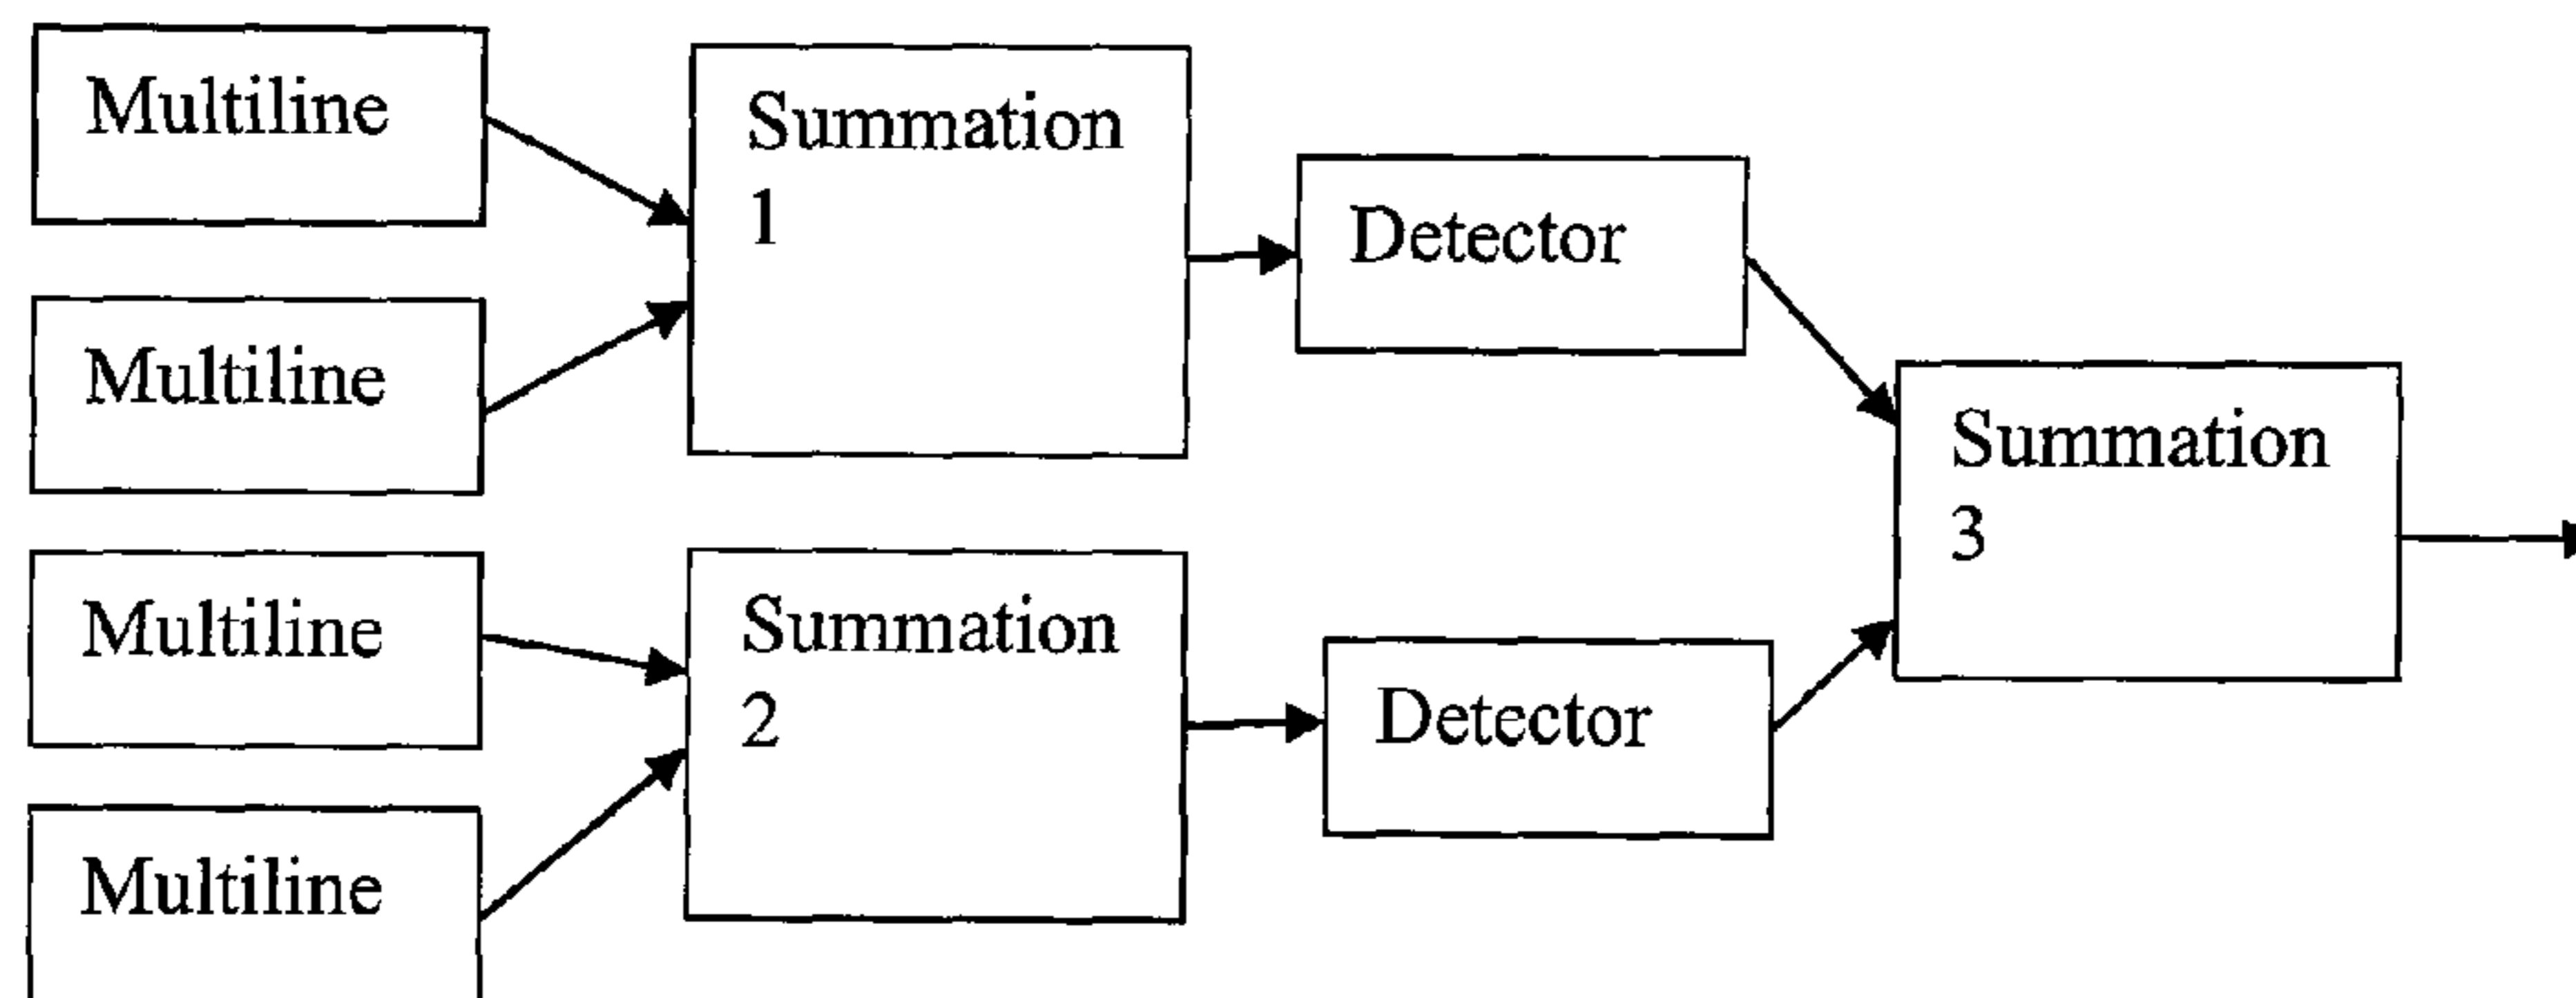 Multiline
Multiline
Multiline
Multiline
Summation
1
Summation
2
Detector
Detector
Summation
3